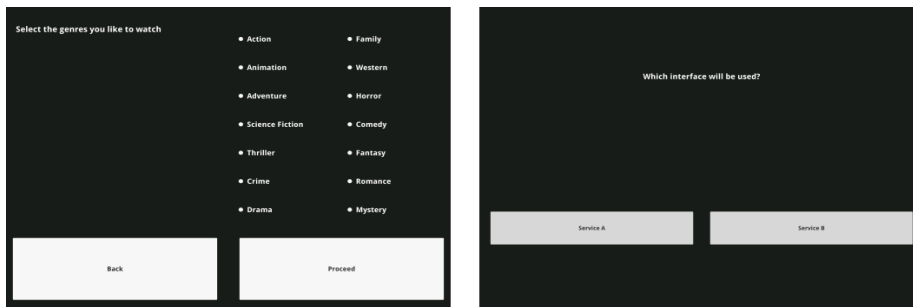 Select the genres you like to watch
Action
Family
Animation
Western
Adventure
Horror
Science Fiction
Comedy
Thriller
Fantasy
Crime
Romance
Drama
Mystery
Back
Proceed
Which interface will be used?
Service A
Service B